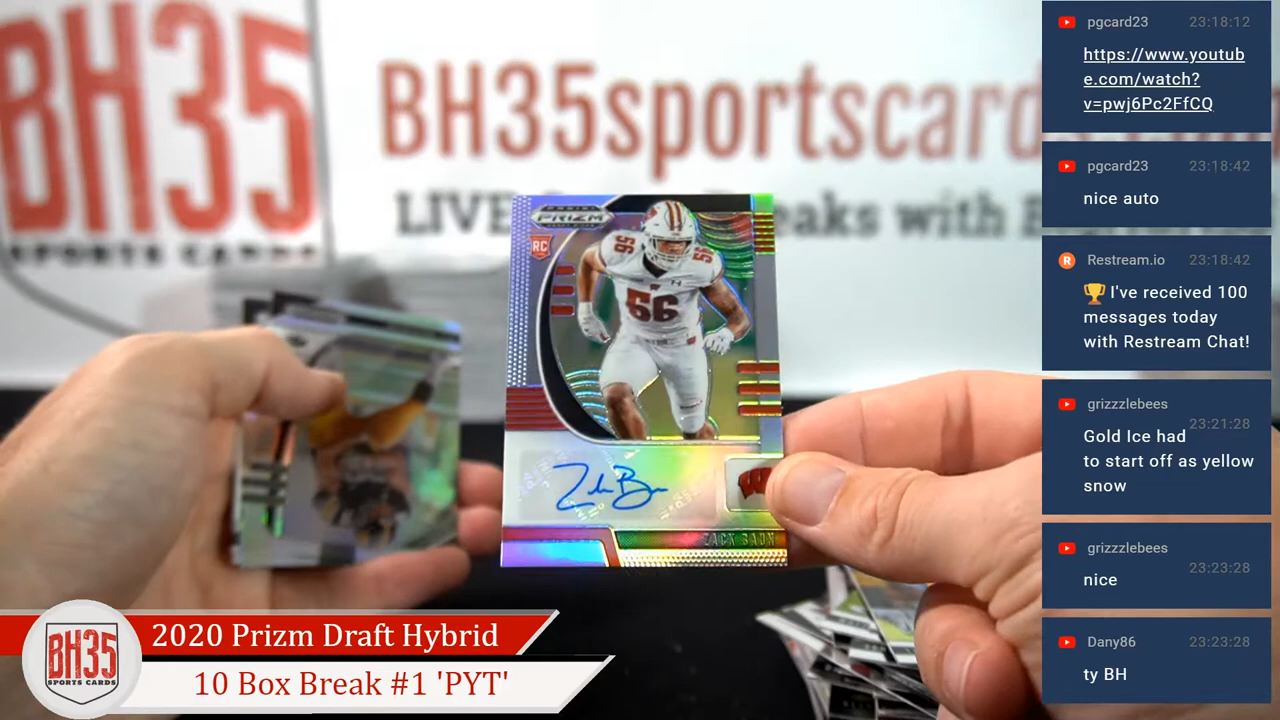 BH35
SPORTS CARDS
BH35sportscards
LIVE
eaks with
PRIZM
RC
56
56
56
ZACK BAUN
BH35
SPORTS CARDS
2020 Prizm Draft Hybrid
10 Box Break #1 'PYT'
pgcard23 23:18:12
https://www.youtub
e.com/watch?
v=pwj6Pc2FfCQ
pgcard23 23:18:42
nice auto
Restream.io 23:18:42
🏆 I've received 100
messages today
with Restream Chat!
grizzzlebees 23:21:28
Gold Ice had
to start off as yellow
snow
grizzzlebees 23:23:28
nice
Dany86 23:23:28
ty BH